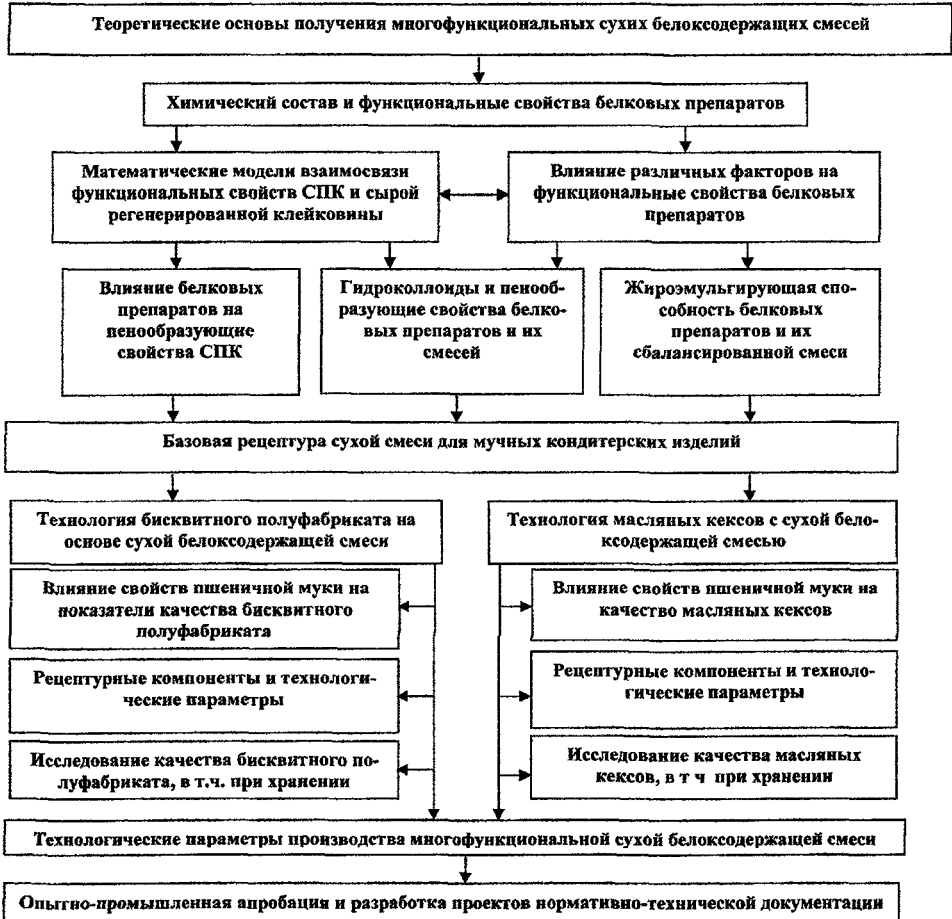 Теоретические основы получения многофункциональных сухих белоксодержащих смесей
Химический состав и функциональные свойства белковых препаратов
Математические модели взаимосвязи
функциональных свойств СПК и сырой
регенерированной клейковины
Влияние различных факторов на
функциональные свойства белковых
препаратов
Влияние белковых
препаратов на
пенообразующие
свойства СПК
Гидроколлоиды и пенооб-
разующие свойства белко-
вых препаратов и их
смесей
Жироэмульгирующая спо-
собность белковых
препаратов и их
сбалансированной смеси
Базовая рецептура сухой смеси для мучных кондитерских изделий
Технология бисквитного полуфабриката на
основе сухой белоксодержащей смеси
Технология масляных кексов с сухой бело-
ксодержащей смесью
Влияние свойств пшеничной муки на
показатели качества бисквитного
полуфабриката
Влияние свойств пшеничной муки на
качество масляных кексов
Рецептурные компоненты и технологи-
ческие параметры
Рецептурные компоненты и техноло-
гические параметры
Исследование качества бисквитного по-
луфабриката, в т.ч. при хранении
Исследование качества масляных
кексов, в т ч при хранении
Технологические параметры производства многофункциональной сухой белоксодержащей смеси
Опытно-промышленная апробация и разработка проектов нормативно-технической документации